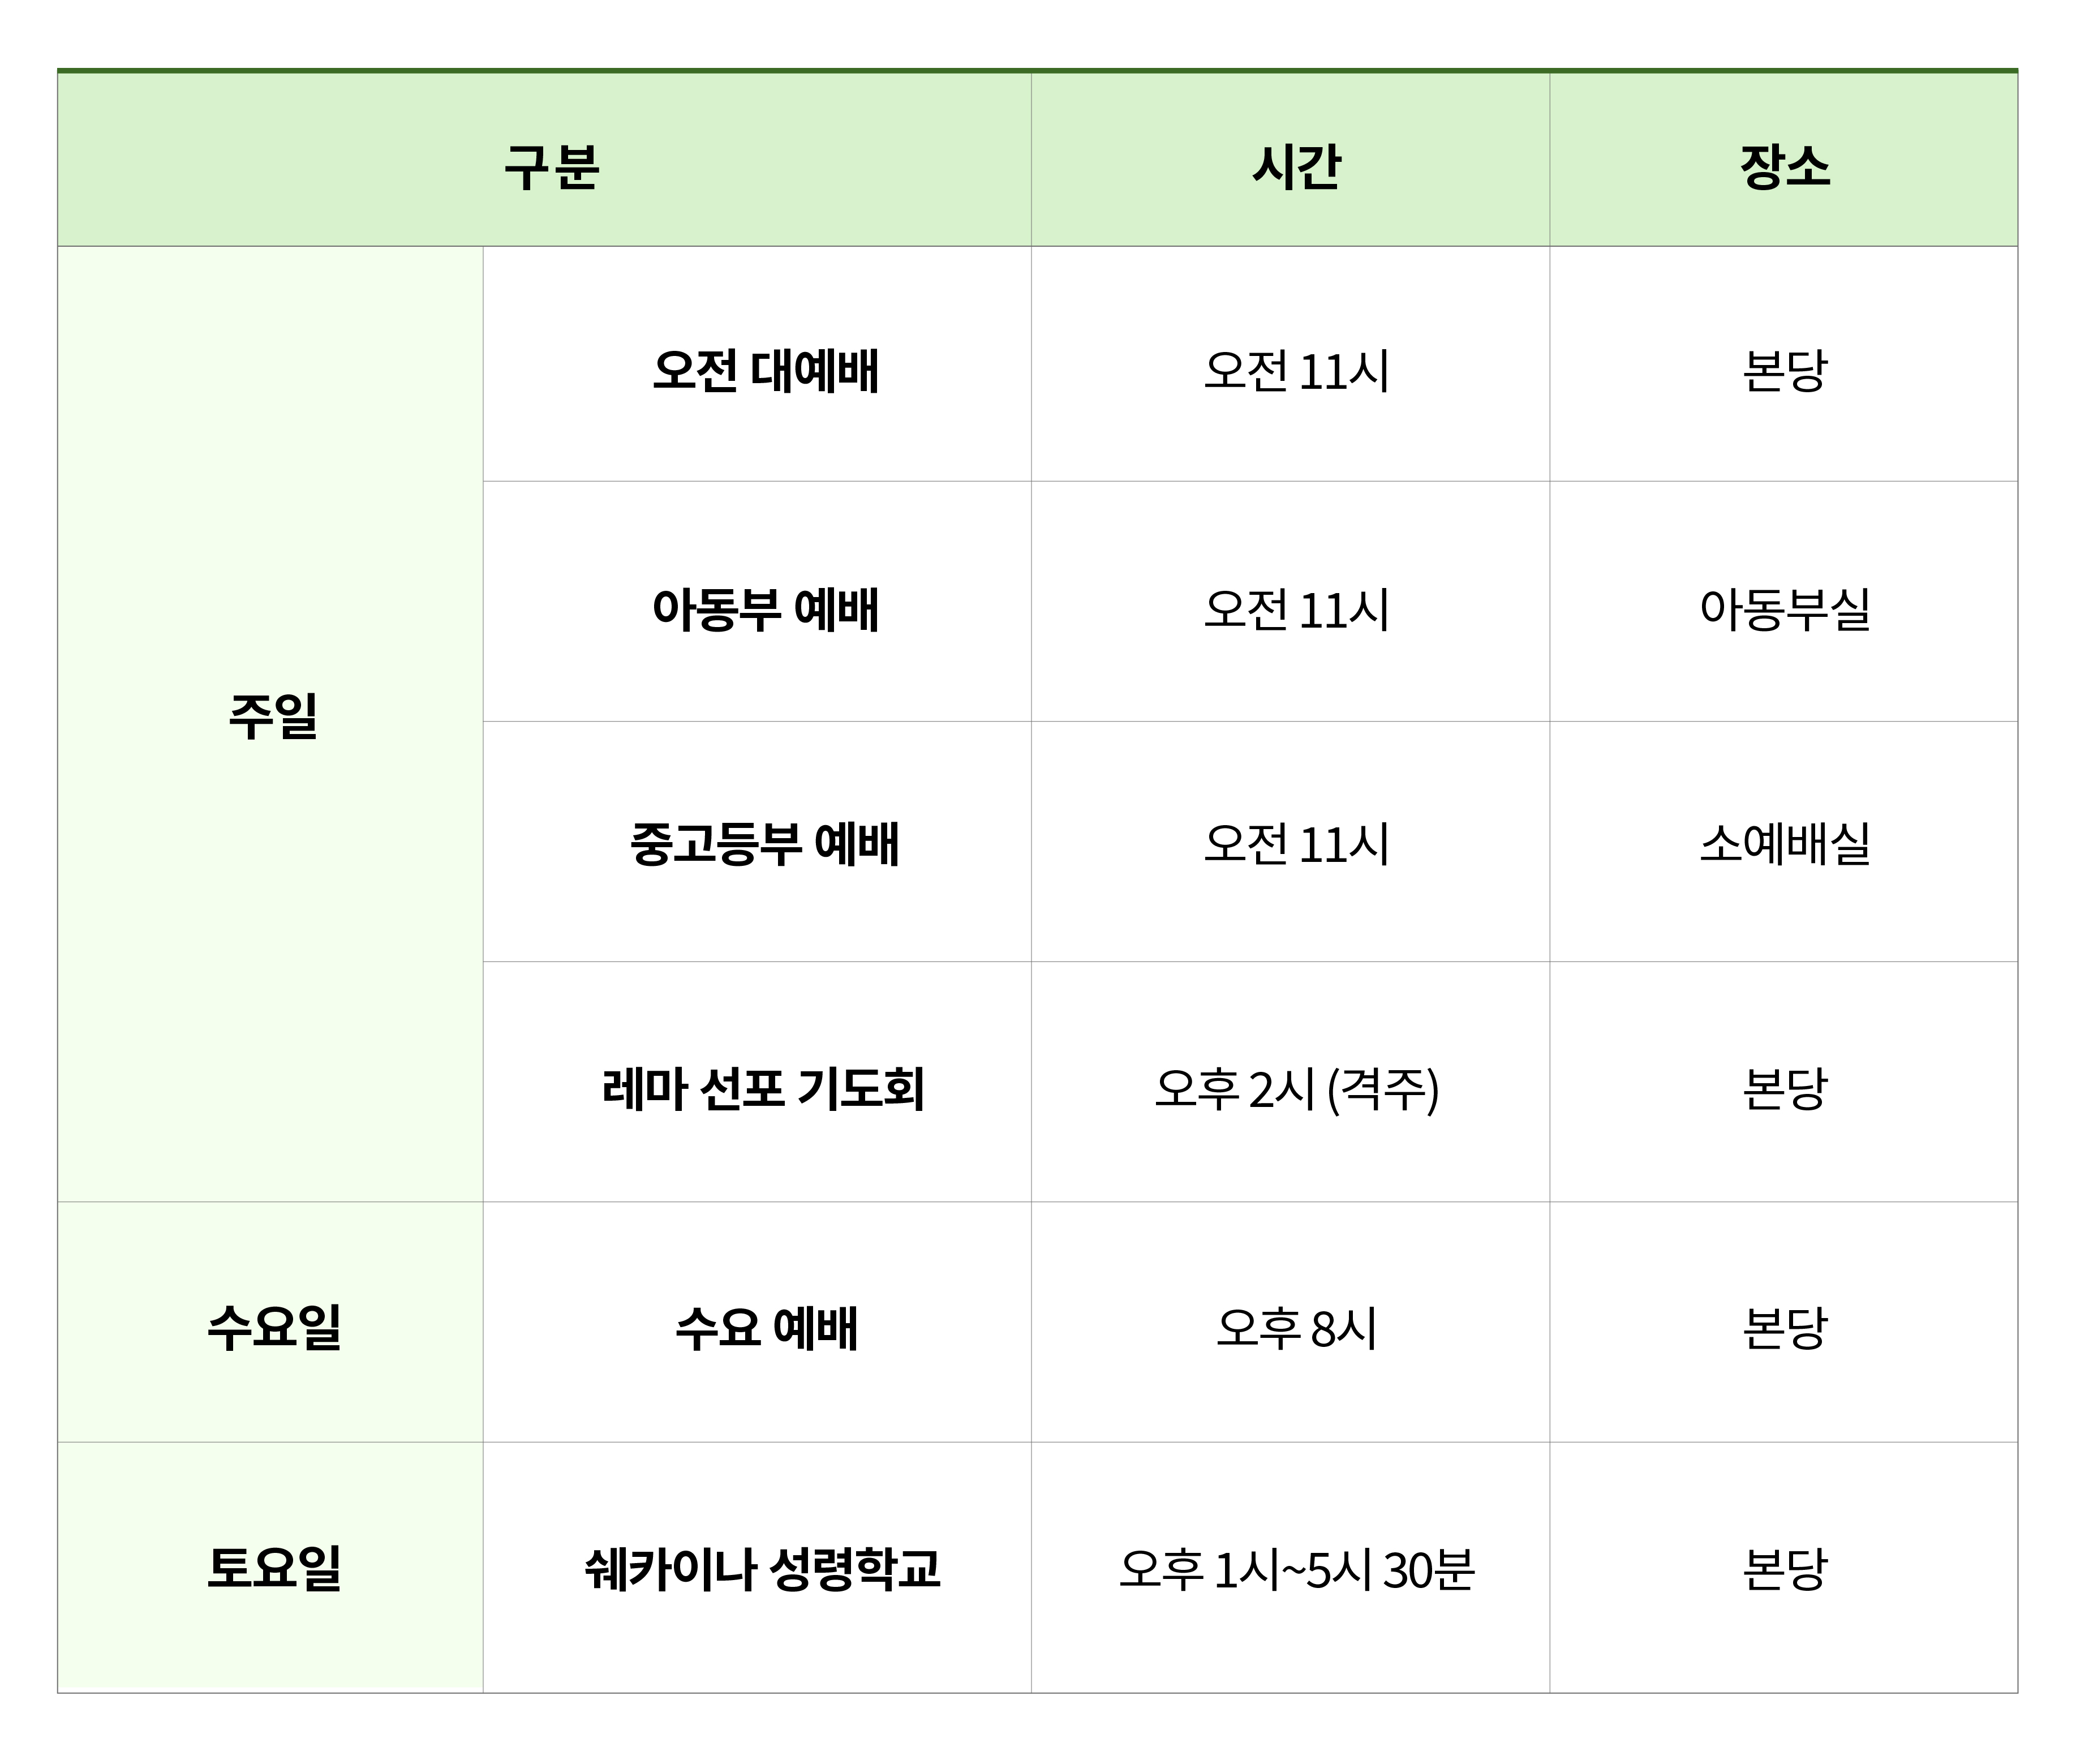 구분 시간 장소
주일
오전 대예배 오전 11시 본당
아동부 예배 오전 11시 아동부실
중고등부 예배 오전 11시 소예배실
레마 선포 기도회 오후 2시 (격주) 본당
수요일 수요 예배 오후 8시 본당
토요일 쉐카이나 성령학교 오후 1시~5시 30분 본당